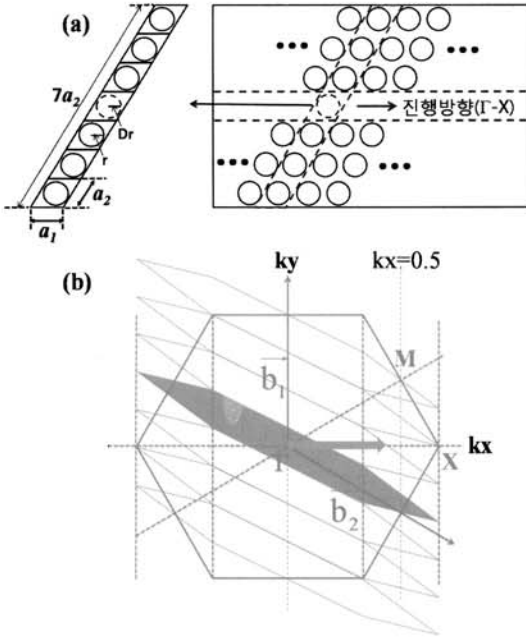 (a)
7a₂
Dr
r
a₂
a₁
•••
•••
진행방향(Γ-X)
•••
•••
(b)
ky
kx=0.5
M
b₁
Γ
X
kx
b₂